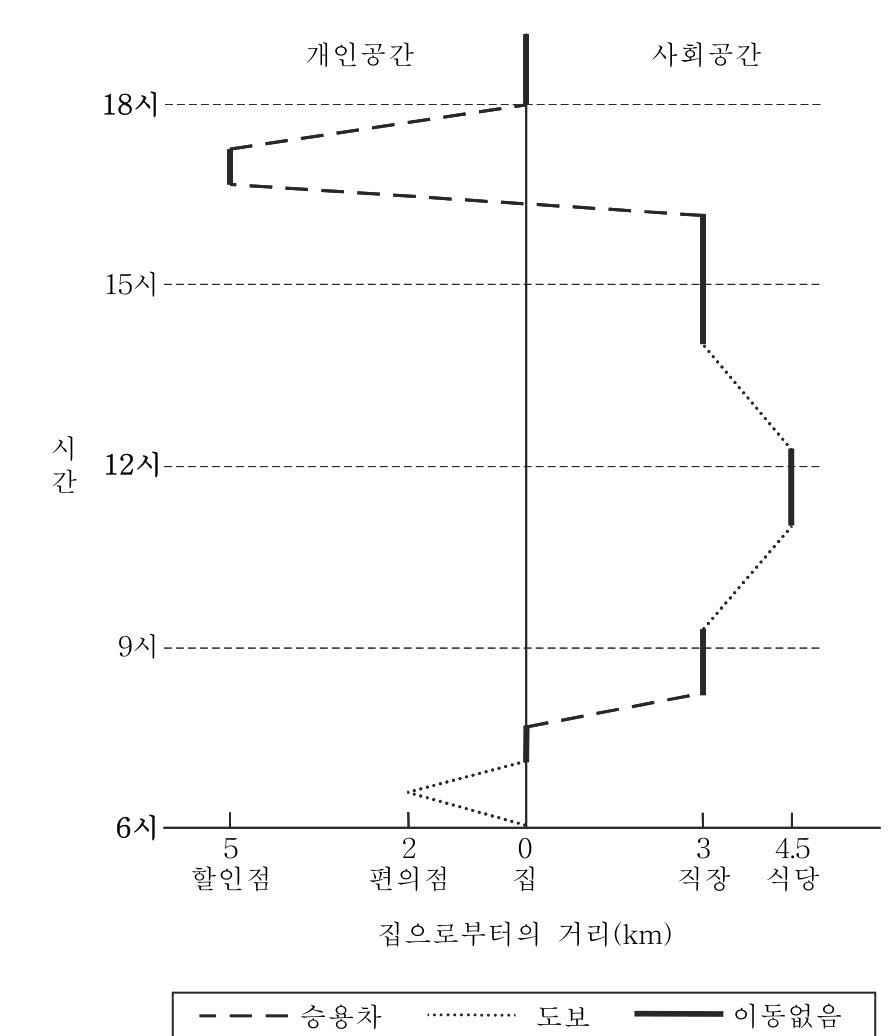 개인공간 사회공간
18시
15시
시간
12시
9시
6시
5 2 0 3 4.5
할인점 편의점 집 직장 식당
집으로부터의 거리(km)
승용차 도보 이동없음